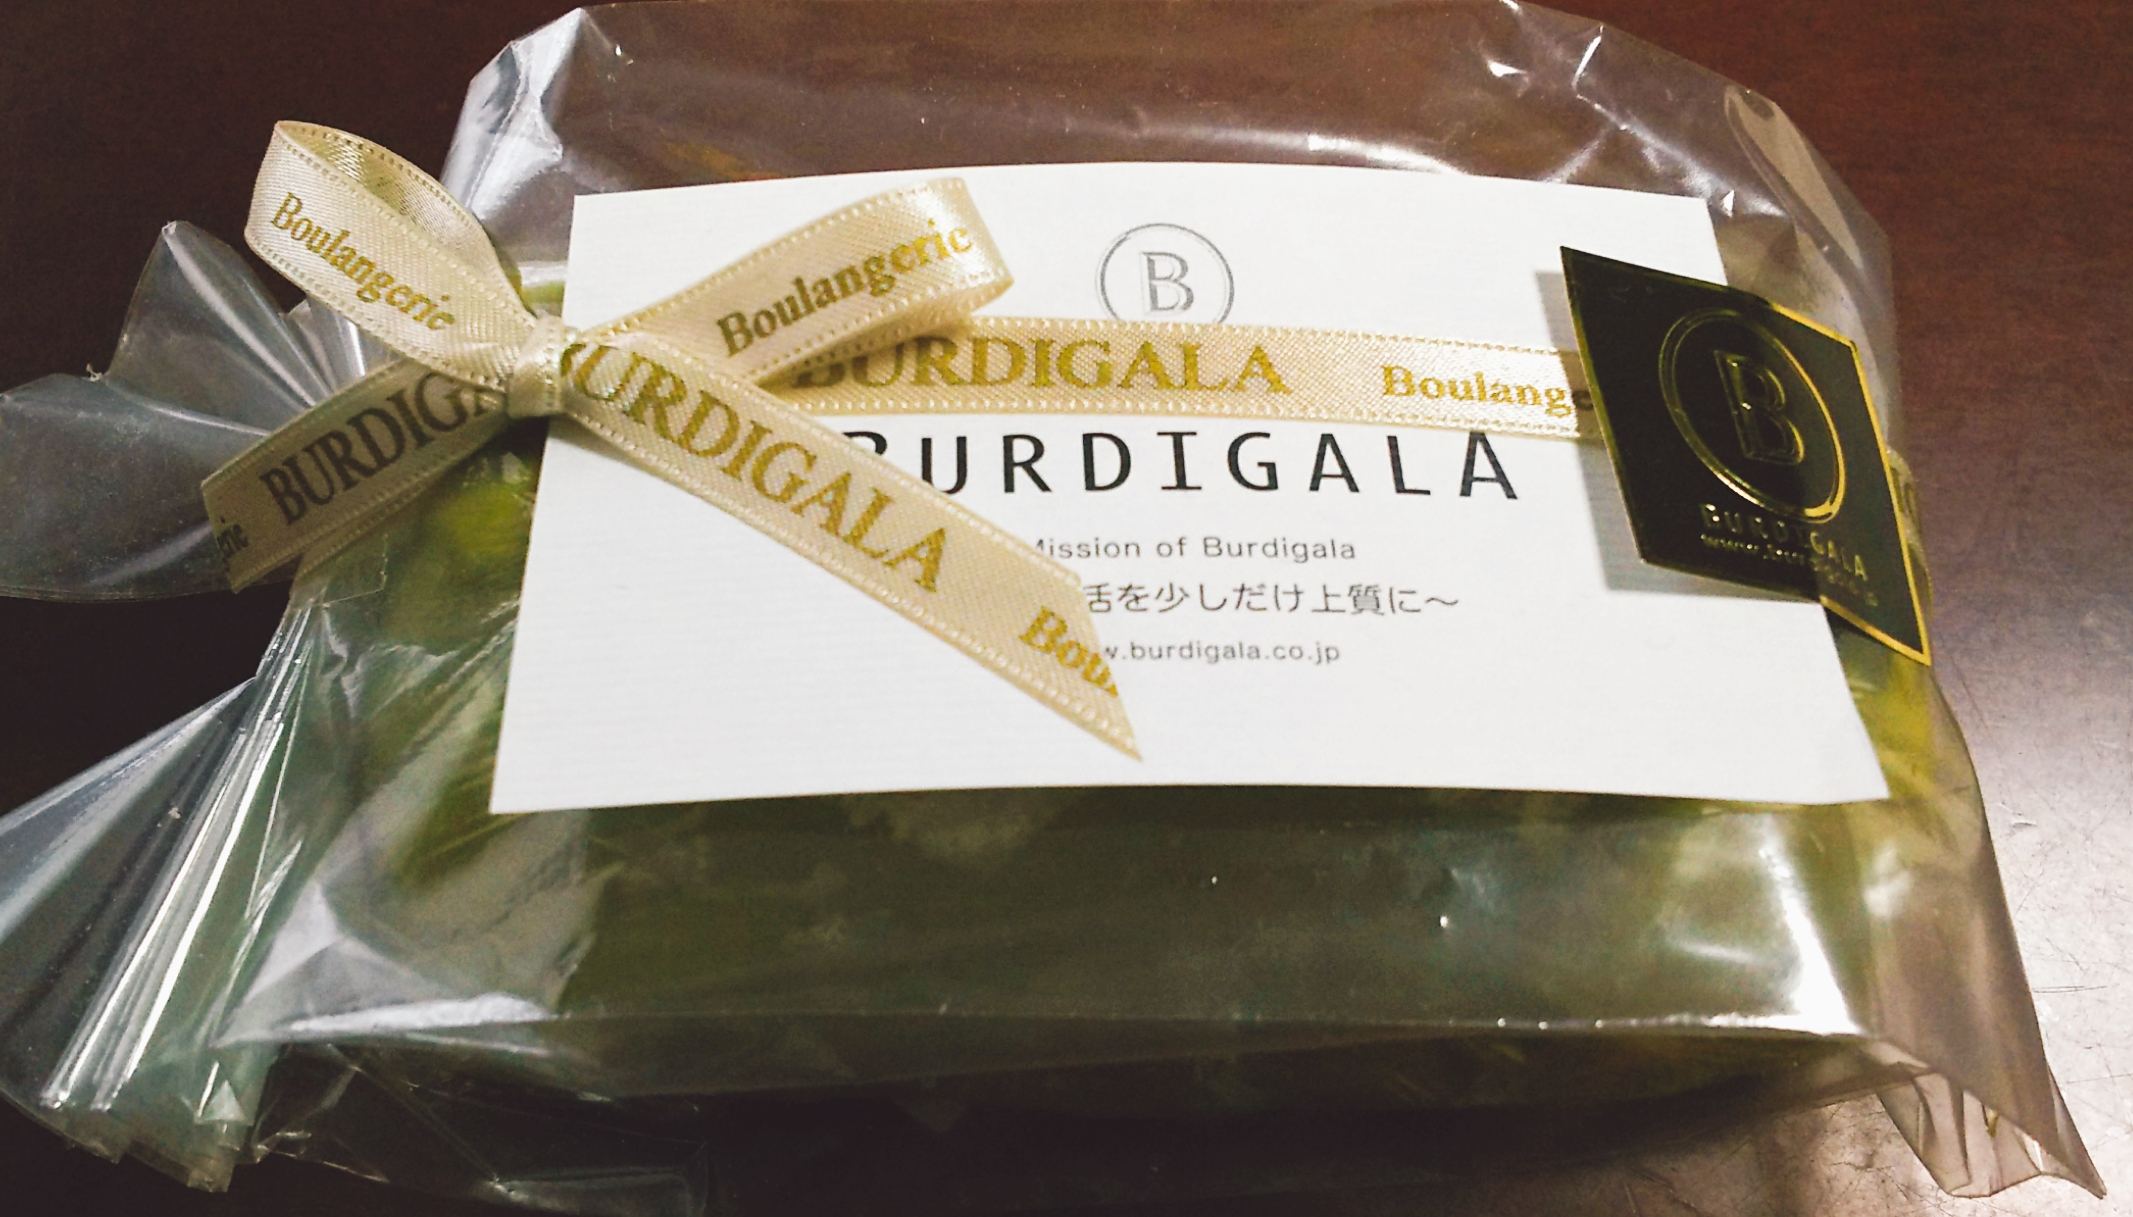 B
Boulangerie
Boulangerie
BURDIGALA
Boulange
BURDIGA
BURDIGALA
Bou
BURDIGALA
Mission of Burdigala
活を少しだけ上質に～
w.burdigala.co.jp
B
BURDIGALA